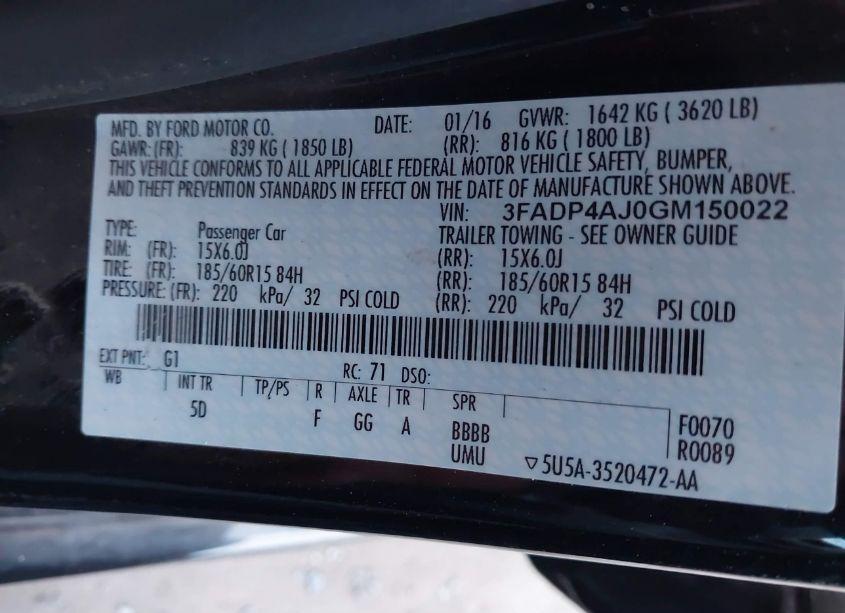 MFD. BY FORD MOTOR CO. DATE: 01/16 GVWR: 1642 KG ( 3620 LB)
GAWR: (FR): 839 KG ( 1850 LB) (RR): 816 KG ( 1800 LB)
THIS VEHICLE CONFORMS TO ALL APPLICABLE FEDERAL MOTOR VEHICLE SAFETY, BUMPER,
AND THEFT PREVENTION STANDARDS IN EFFECT ON THE DATE OF MANUFACTURE SHOWN ABOVE.
VIN: 3FADP4AJ0GM150022
TYPE: Passenger Car TRAILER TOWING - SEE OWNER GUIDE
RIM: (FR): 15X6.0J (RR): 15X6.0J
TIRE: (FR): 185/60R15 84H (RR): 185/60R15 84H
PRESSURE: (FR): 220 kPa/ 32 PSI COLD (RR): 220 kPa/ 32 PSI COLD
EXT PNT: G1 RC: 71 DSO:
WB INT TR TP/PS R AXLE TR SPR
5D F GG A BBBB F0070
UMU R0089
▽5U5A-3520472-AA